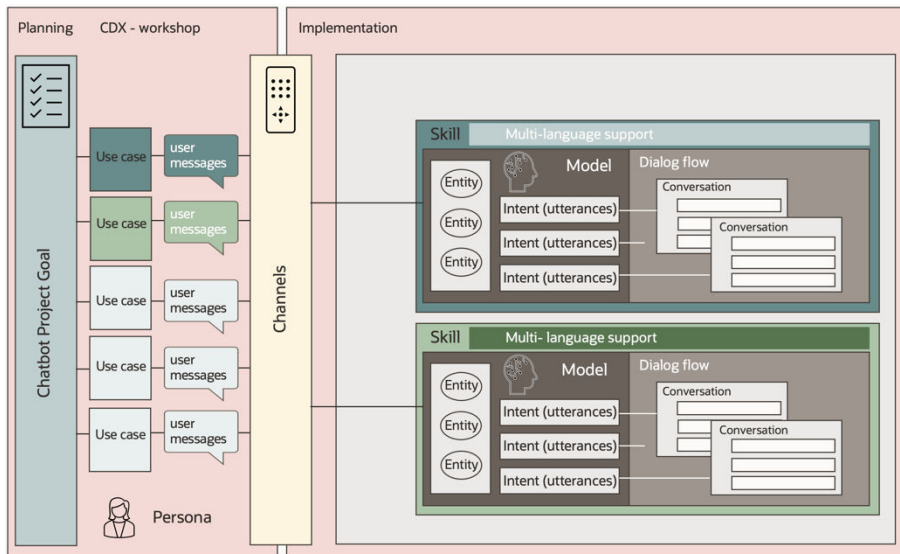 Planning
CDX - workshop
Implementation
Chatbot Project Goal
Use case
user
messages
Use case
user
messages
Use case
user
messages
Use case
user
messages
Use case
user
messages
Persona
Channels
Skill
Multi-language support
Entity
Entity
Entity
Model
Intent (utterances)
Intent (utterances)
Intent (utterances)
Dialog flow
Conversation
Conversation
Skill
Multi- language support
Entity
Entity
Entity
Model
Intent (utterances)
Intent (utterances)
Intent (utterances)
Dialog flow
Conversation
Conversation